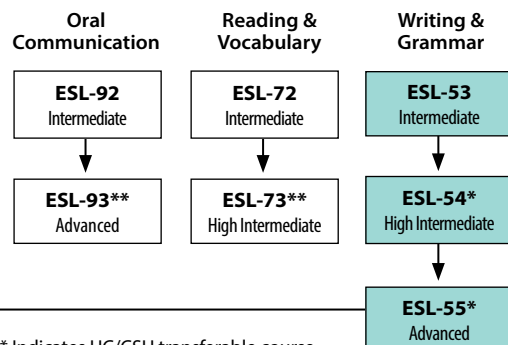 Oral
Communication
ESL-92
Intermediate
ESL-93**
Advanced
Reading &
Vocabulary
ESL-72
Intermediate
ESL-73**
High Intermediate
Writing &
Grammar
ESL-53
Intermediate
ESL-54*
High Intermediate
ESL-55*
Advanced
* Indicates UC/CSU transferable course